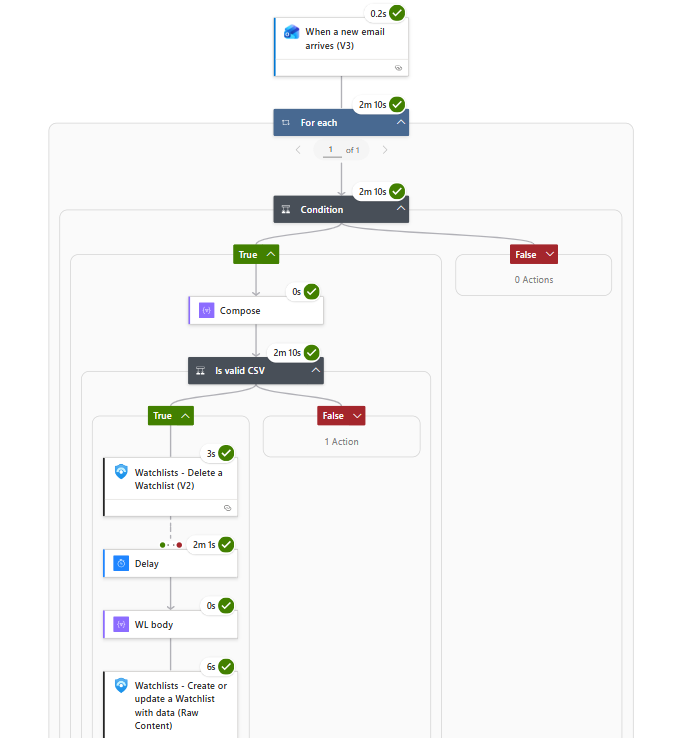 0.2s
When a new email
arrives (V3)
2m 10s
For each
1 of 1
2m 10s
Condition
True
False
0 Actions
0s
Compose
2m 10s
Is valid CSV
True
False
1 Action
3s
Watchlists - Delete a
Watchlist (V2)
2m 1s
Delay
0s
WL body
6s
Watchlists - Create or
update a Watchlist
with data (Raw
Content)